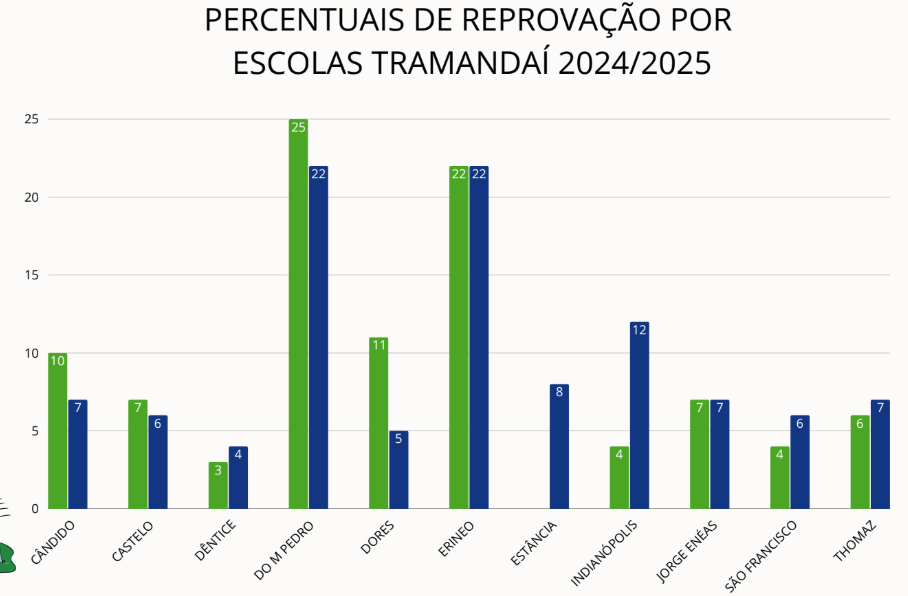 PERCENTUAIS DE REPROVAÇÃO POR
ESCOLAS TRAMANDAÍ 2024/2025
25
20
15
10
5
0
10
7
7
6
3
4
25
22
11
5
22
22
8
4
12
7
7
4
6
6
7
CÂNDIDO
CASTELO
DÊNTICE
DO M PEDRO
DORES
ERINEO
ESTÂNCIA
INDIANÓPOLIS
JORGE ENÉAS
SÃO FRANCISCO
THOMAZ